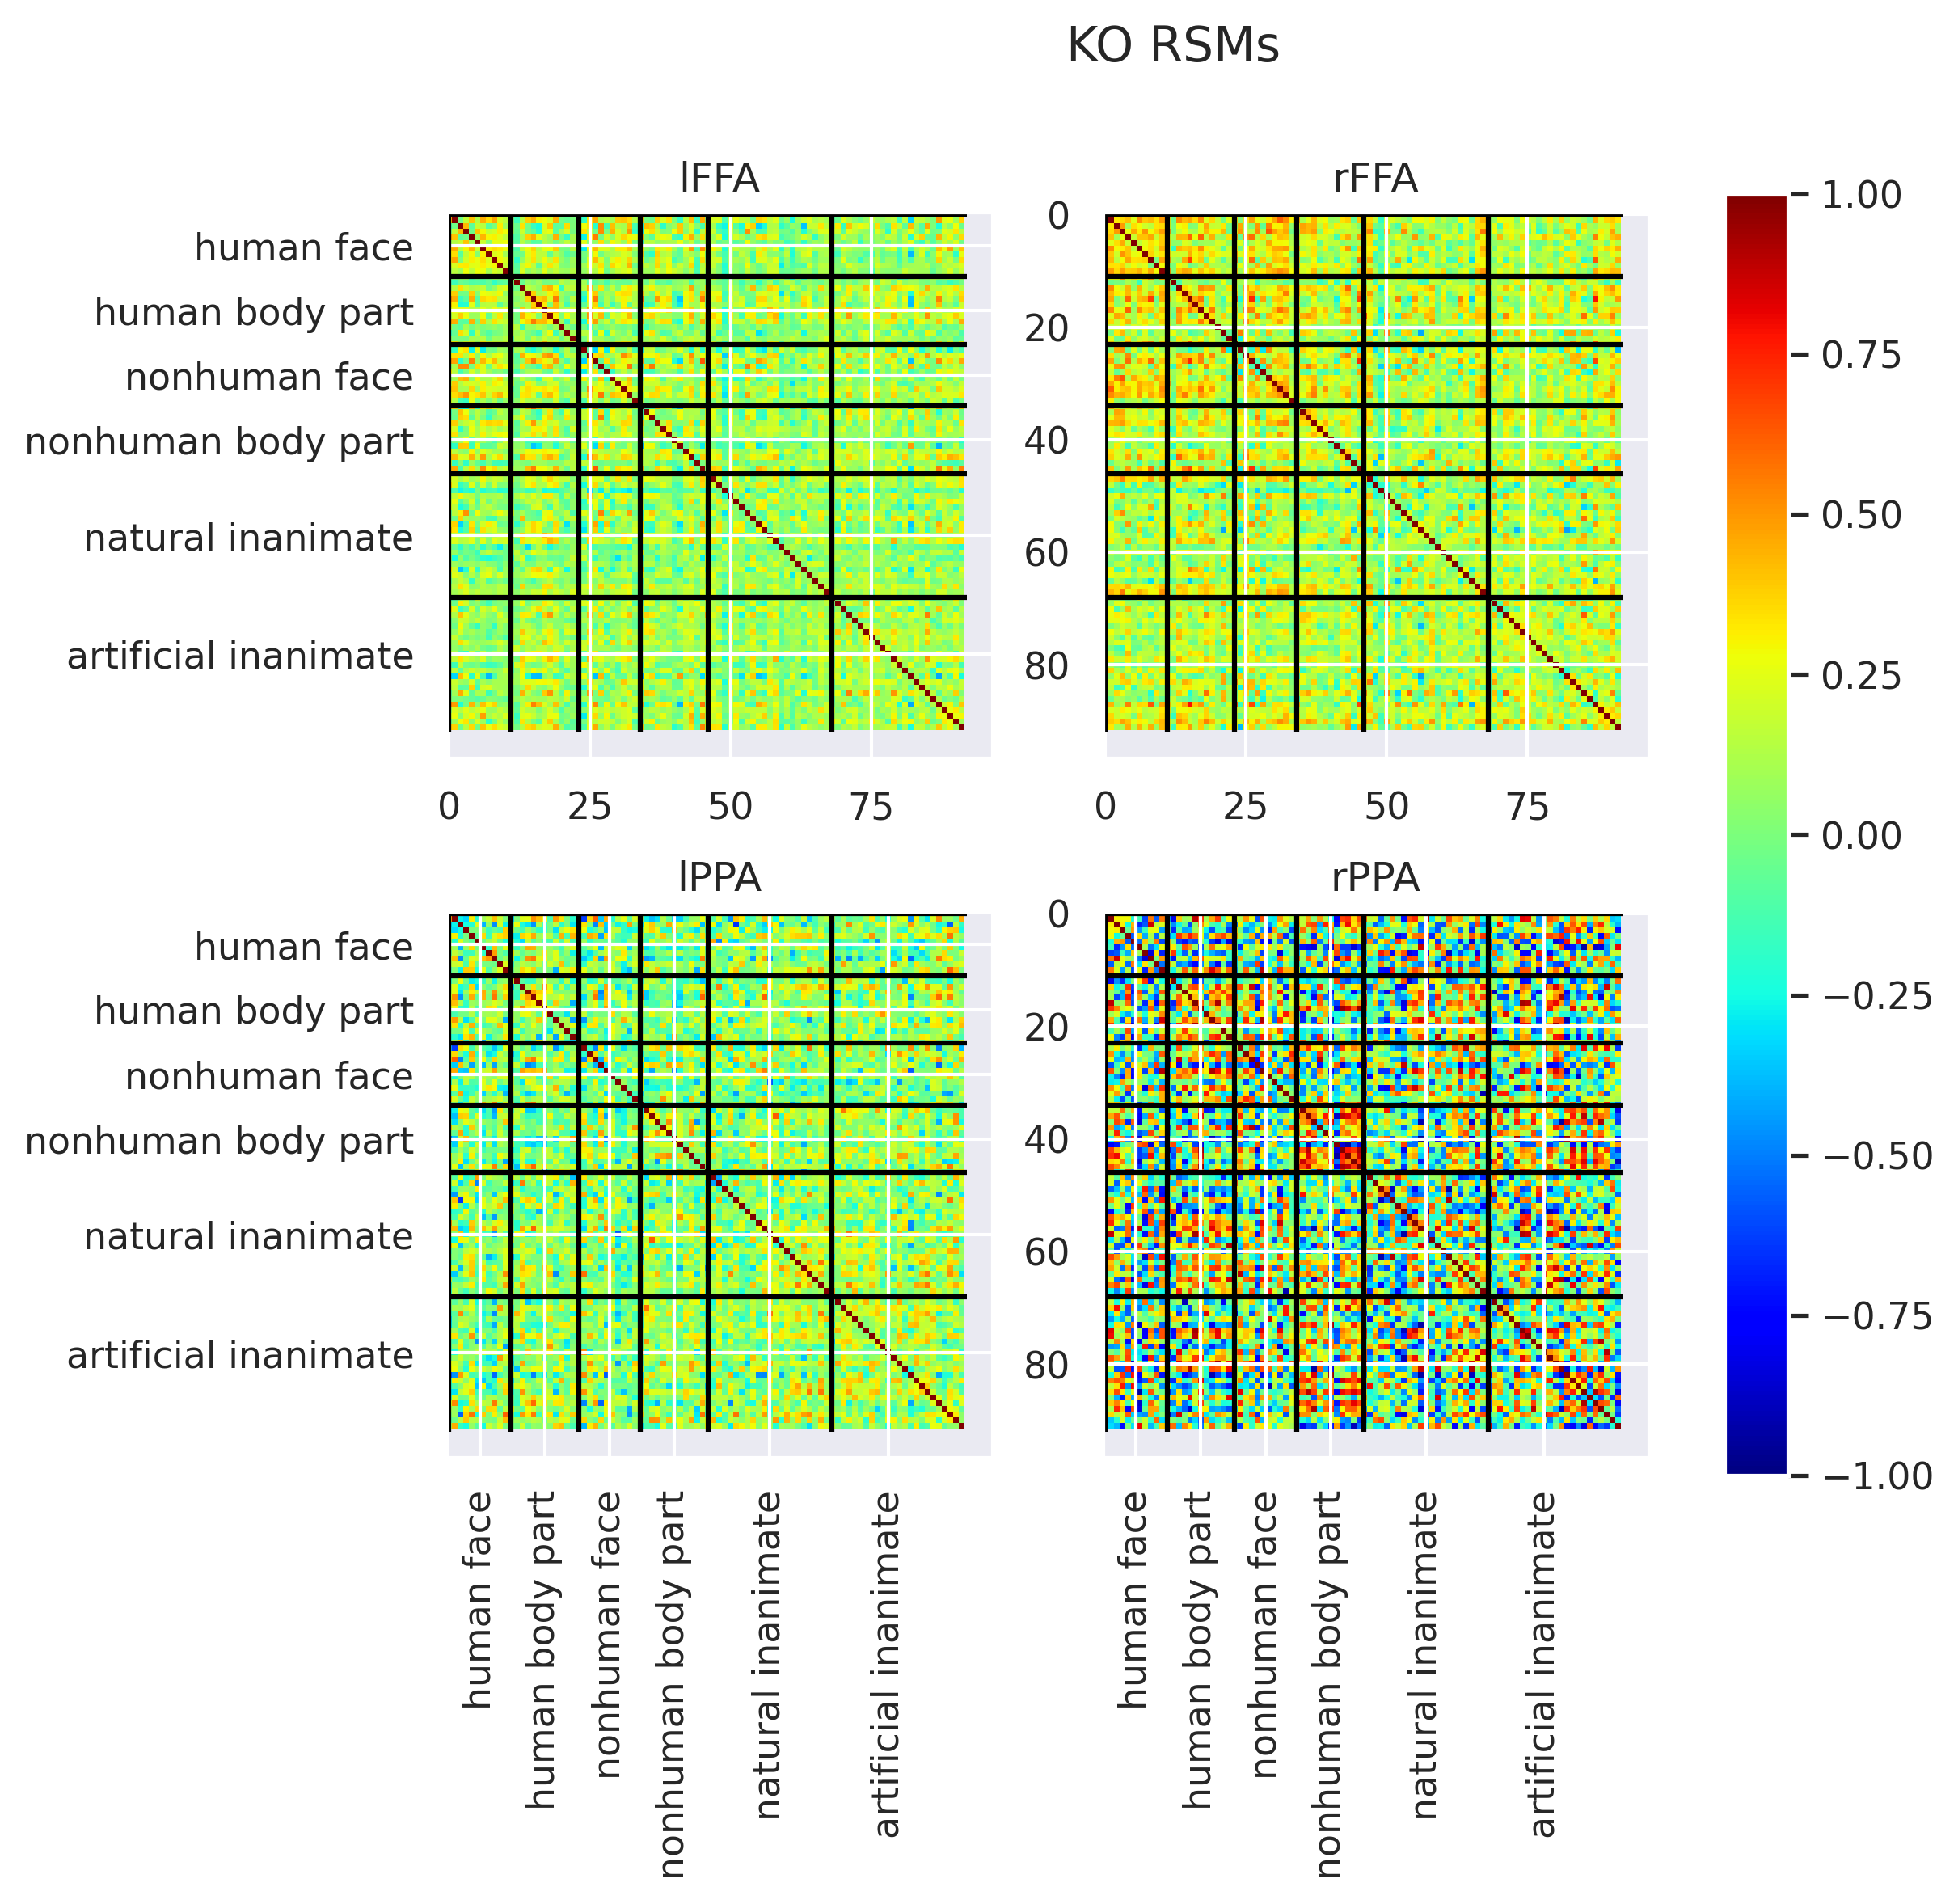 KO RSMs
lFFA
human face
human body part
nonhuman face
nonhuman body part
natural inanimate
artificial inanimate
0
25
50
75
rFFA
0
20
40
60
80
0
25
50
75
lPPA
human face
human body part
nonhuman face
nonhuman body part
natural inanimate
artificial inanimate
human face
human body part
nonhuman face
nonhuman body part
natural inanimate
artificial inanimate
rPPA
0
20
40
60
80
human face
human body part
nonhuman face
nonhuman body part
natural inanimate
artificial inanimate
1.00
0.75
0.50
0.25
0.00
−0.25
−0.50
−0.75
−1.00